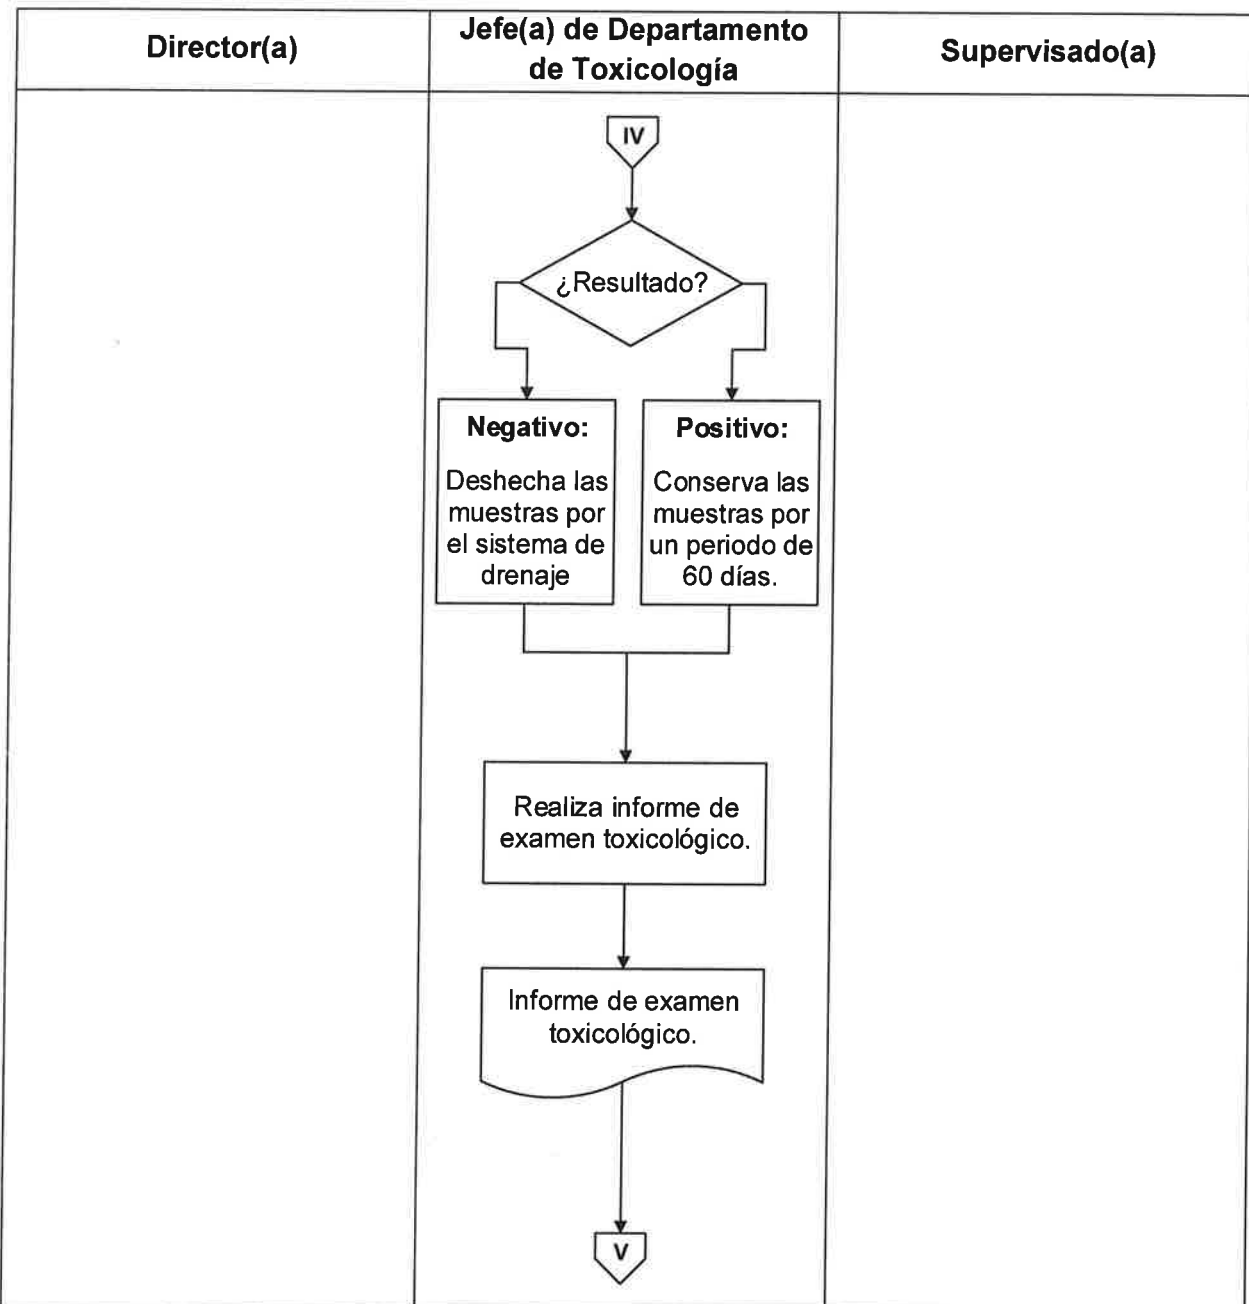 Director(a)
Jefe(a) de Departamento
de Toxicología
Supervisado(a)
IV
¿Resultado?
Negativo:
Deshecha las
muestras por
el sistema de
drenaje
Positivo:
Conserva las
muestras por
un periodo de
60 días.
Realiza informe de
examen toxicológico.
Informe de examen
toxicológico.
V